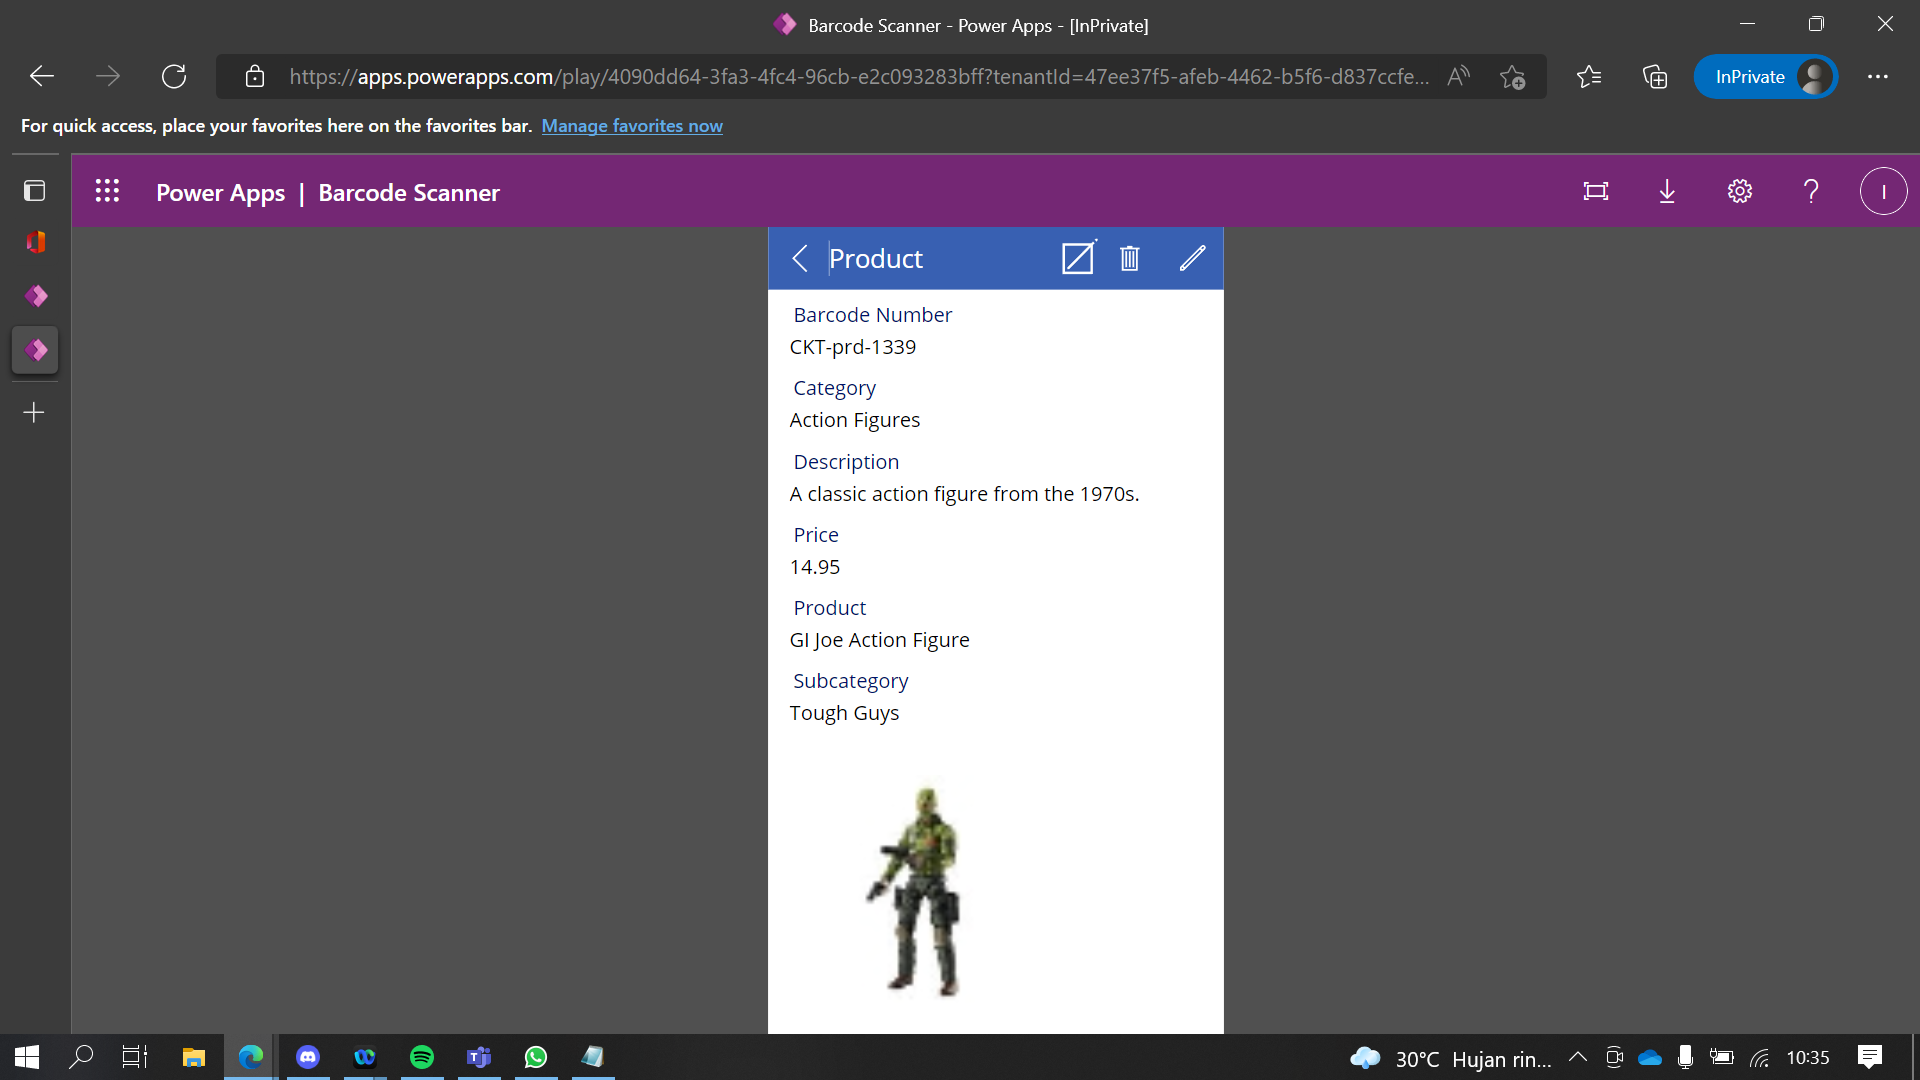 Barcode Scanner - Power Apps - [InPrivate]
https://apps.powerapps.com/play/4090dd64-3fa3-4fc4-96cb-e2c093283bff?tenantId=47ee37f5-afeb-4462-b5f6-d837ccfe...
InPrivate
For quick access, place your favorites here on the favorites bar. Manage favorites now
Power Apps | Barcode Scanner
I
Product
Barcode Number
CKT-prd-1339
Category
Action Figures
Description
A classic action figure from the 1970s.
Price
14.95
Product
GI Joe Action Figure
Subcategory
Tough Guys
30°C Hujan rin... 10:35